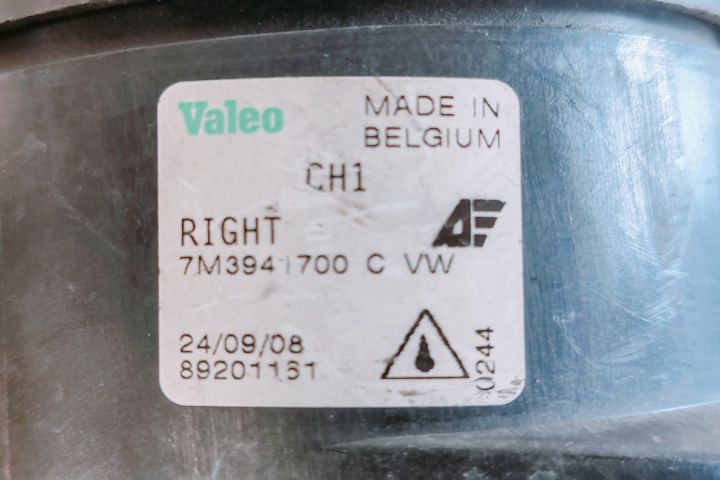 Valeo MADE IN
BELGIUM
CH1
RIGHT
7M3941700 C VW
24/09/08
89201161
0244